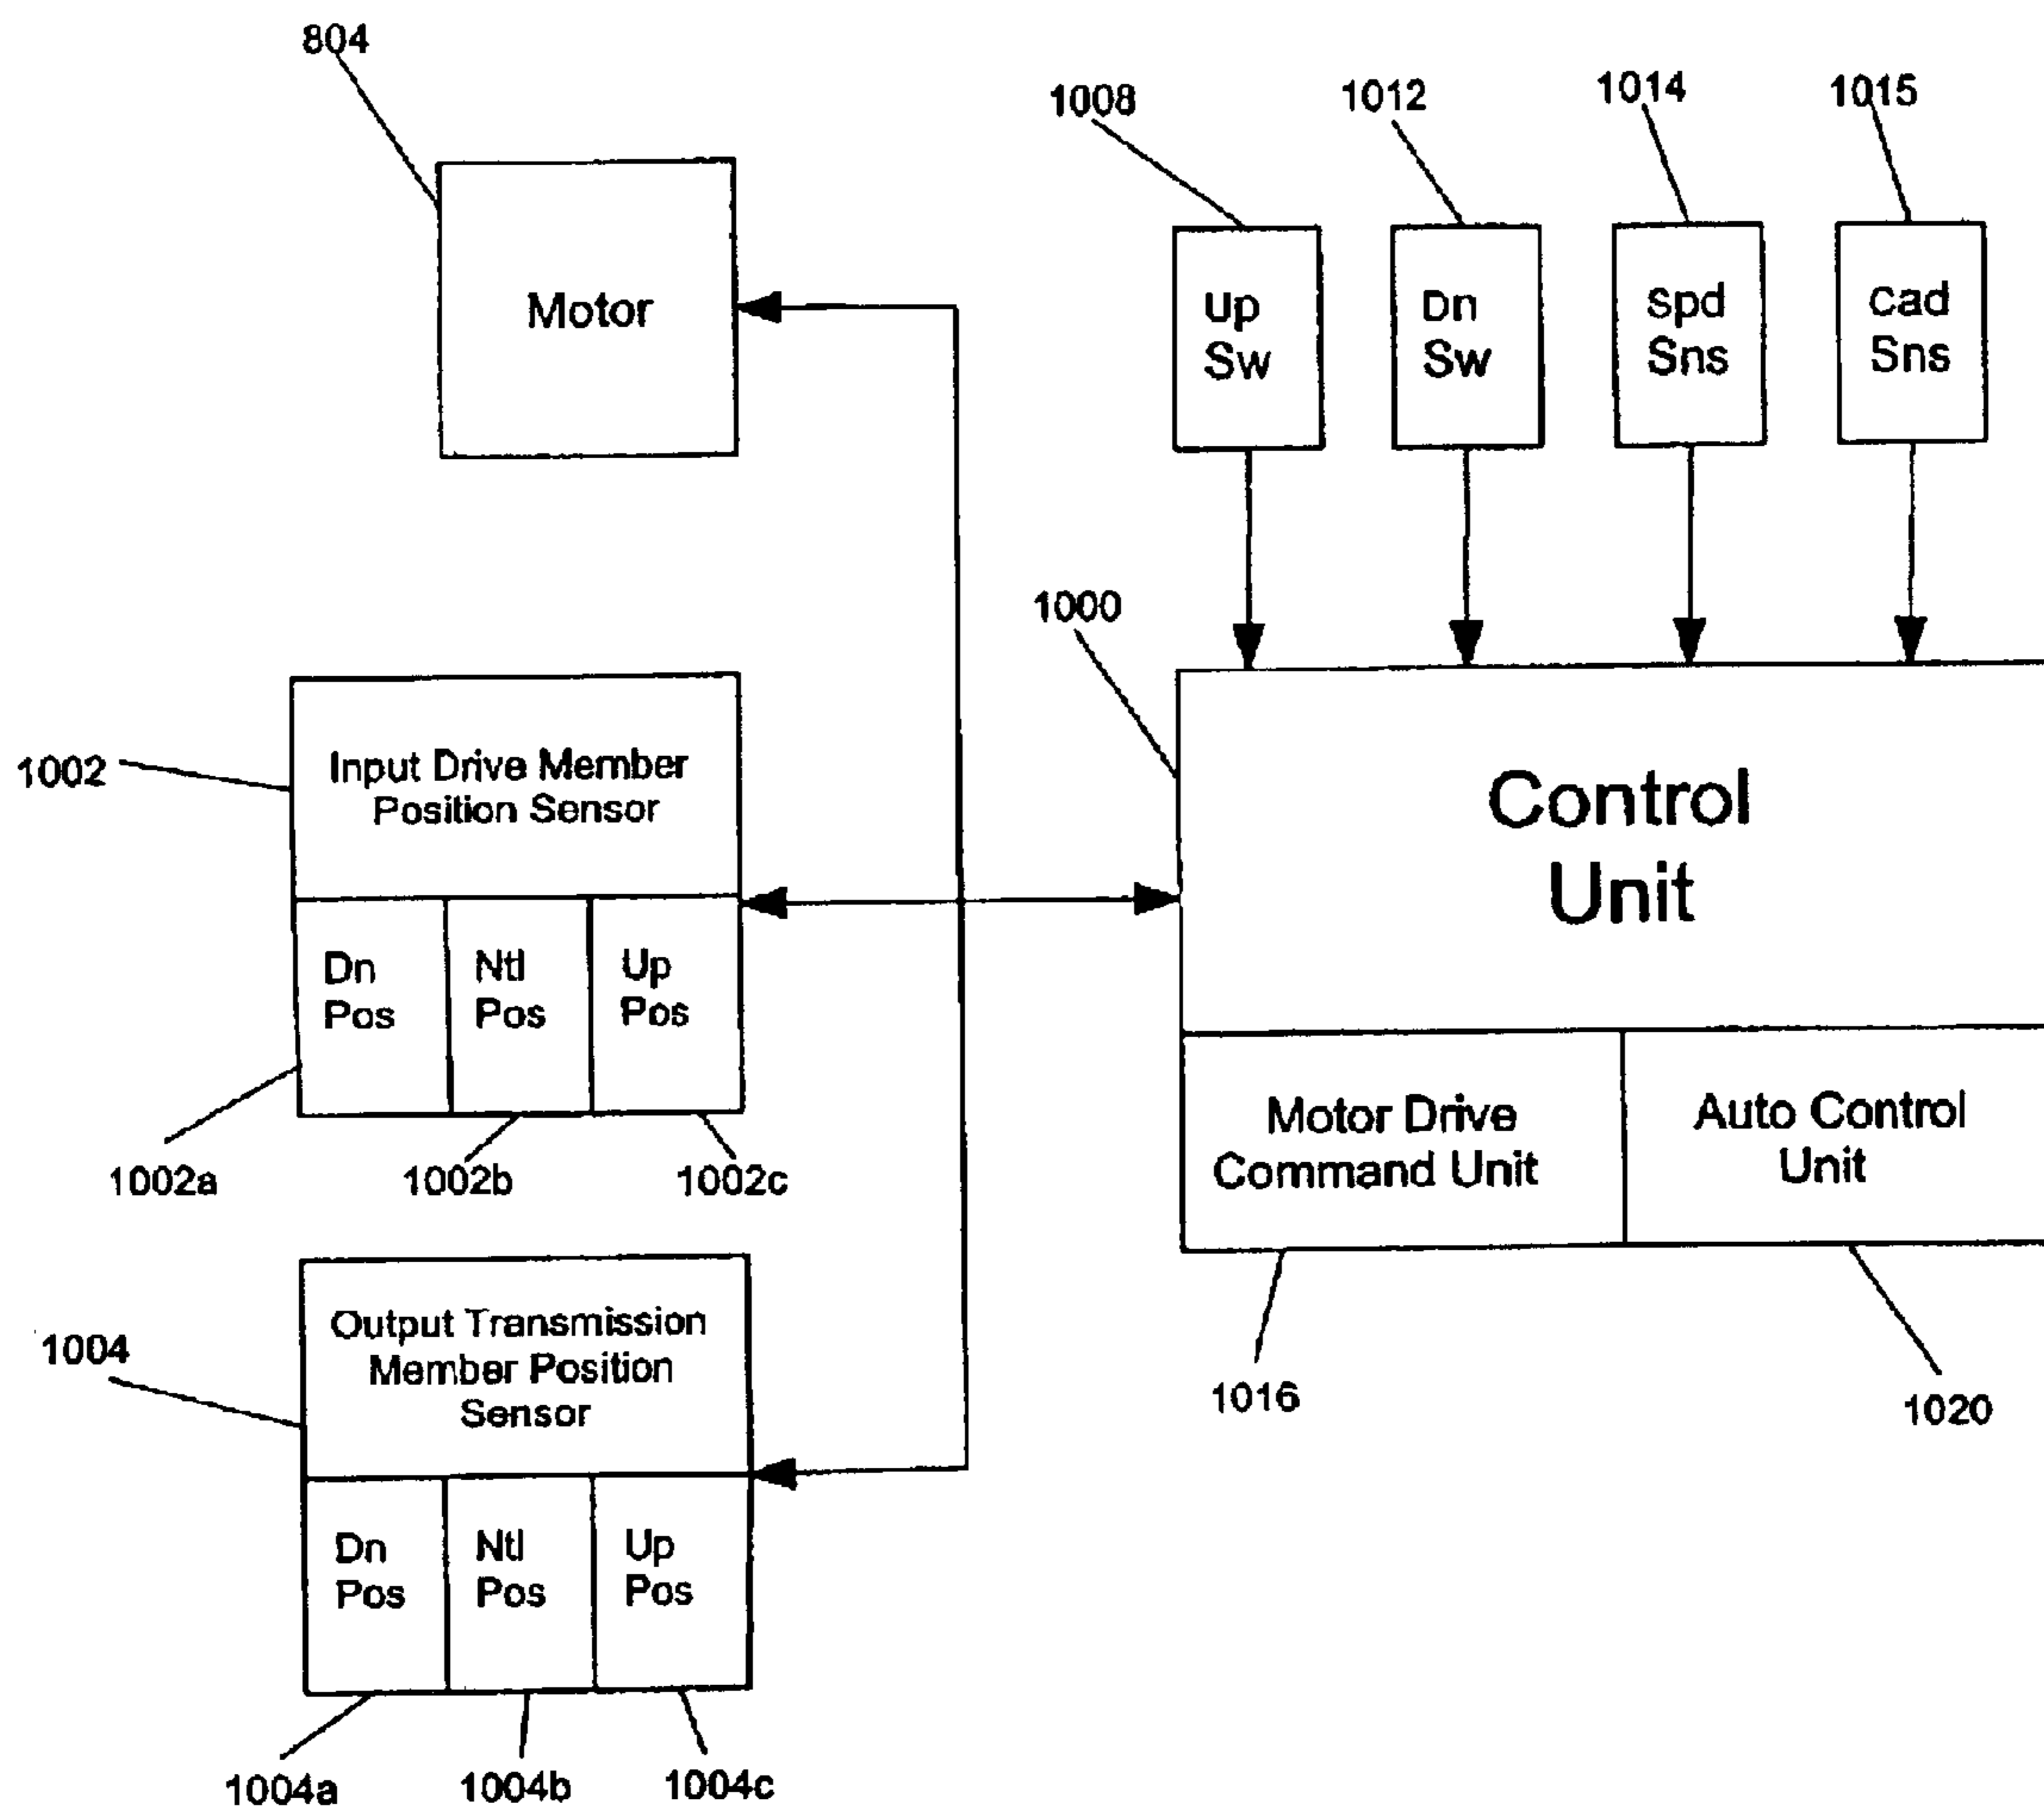 804
1008
1012
1014
1015
Motor
Up
Sw
Dn
Sw
Spd
Sns
Cad
Sns
1000
1002
Input Drive Member
Position Sensor
Dn
Pos
Ntl
Pos
Up
Pos
1002a
1002b
1002c
Control
Unit
Motor Drive
Command Unit
Auto Control
Unit
1016
1020
1004
Output Transmission
Member Position
Sensor
Dn
Pos
Ntl
Pos
Up
Pos
1004a
1004b
1004c